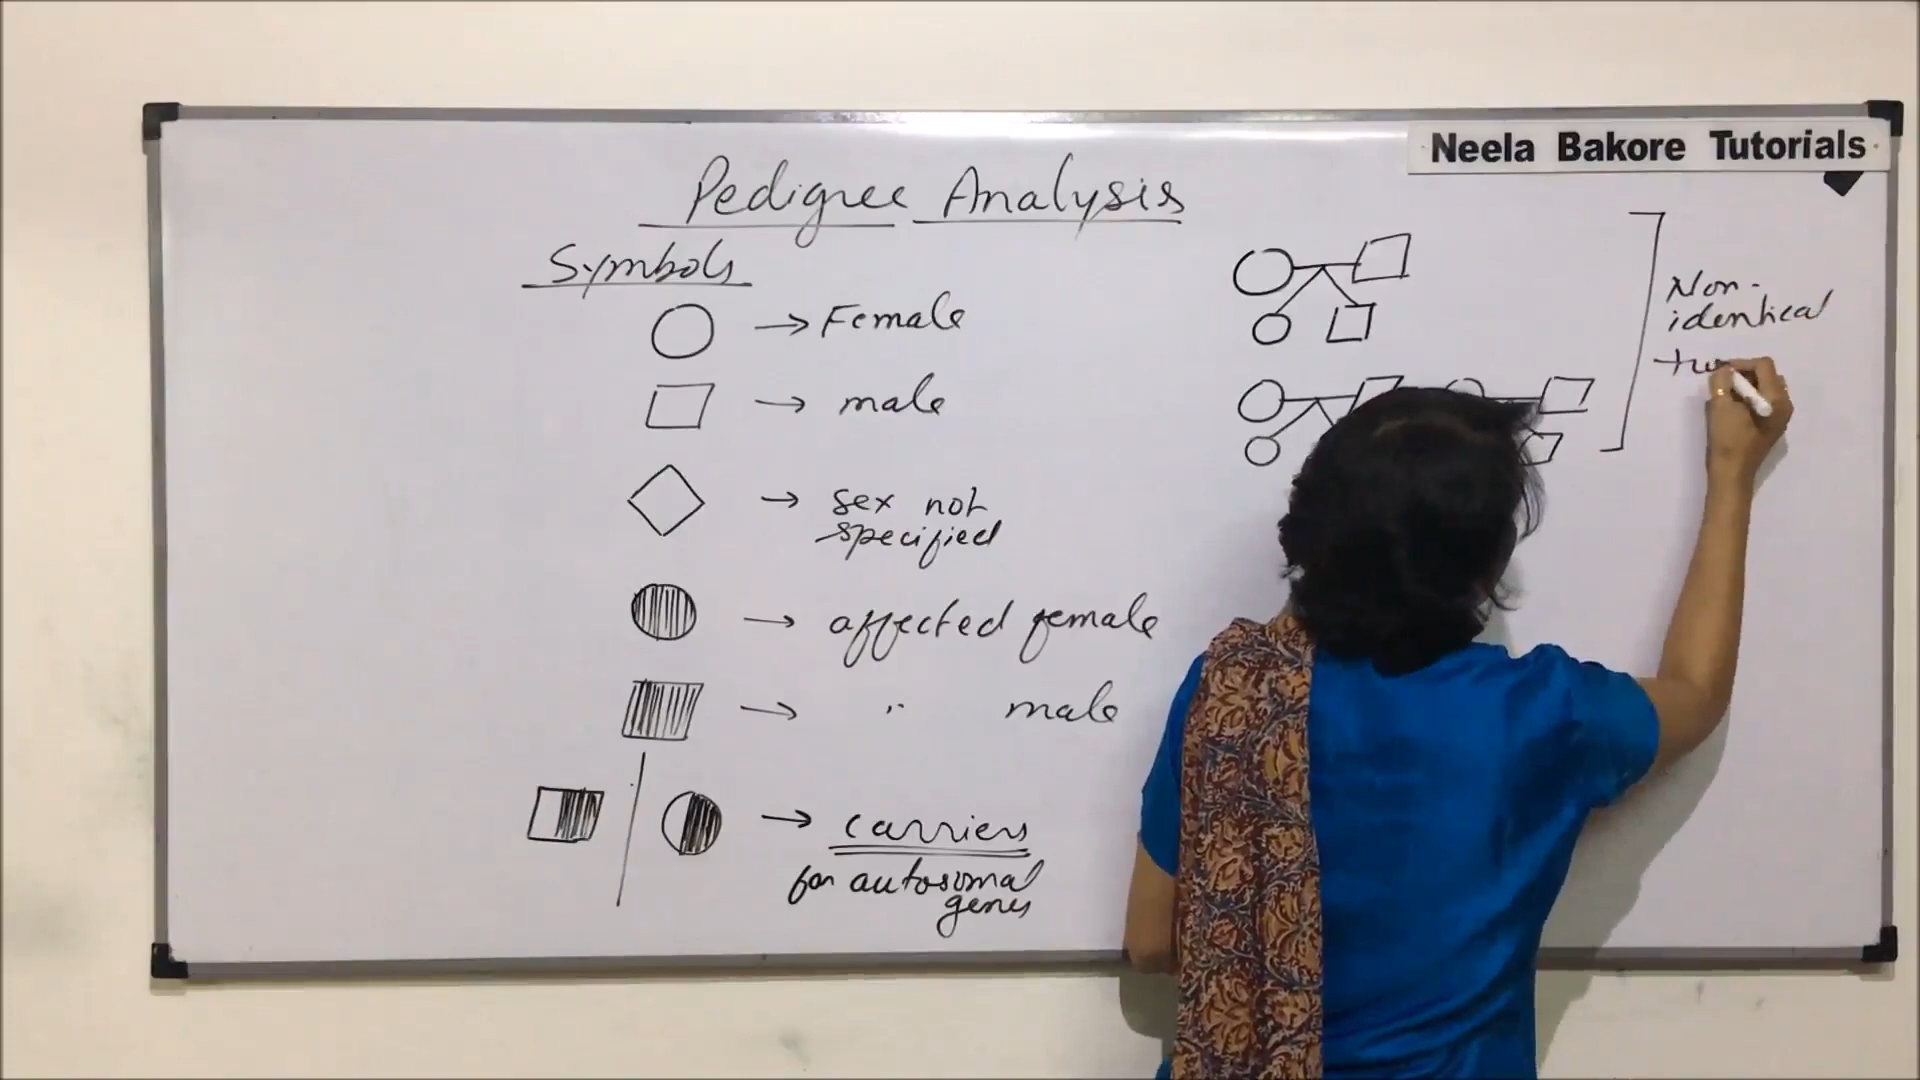 Neela Bakore Tutorials
Pedigree Analysis
Symbols
→ Female
→ male
→ sex not
specified
→ affected female
→ " male
→ carriers
for autosomal
genes
Non-
identical